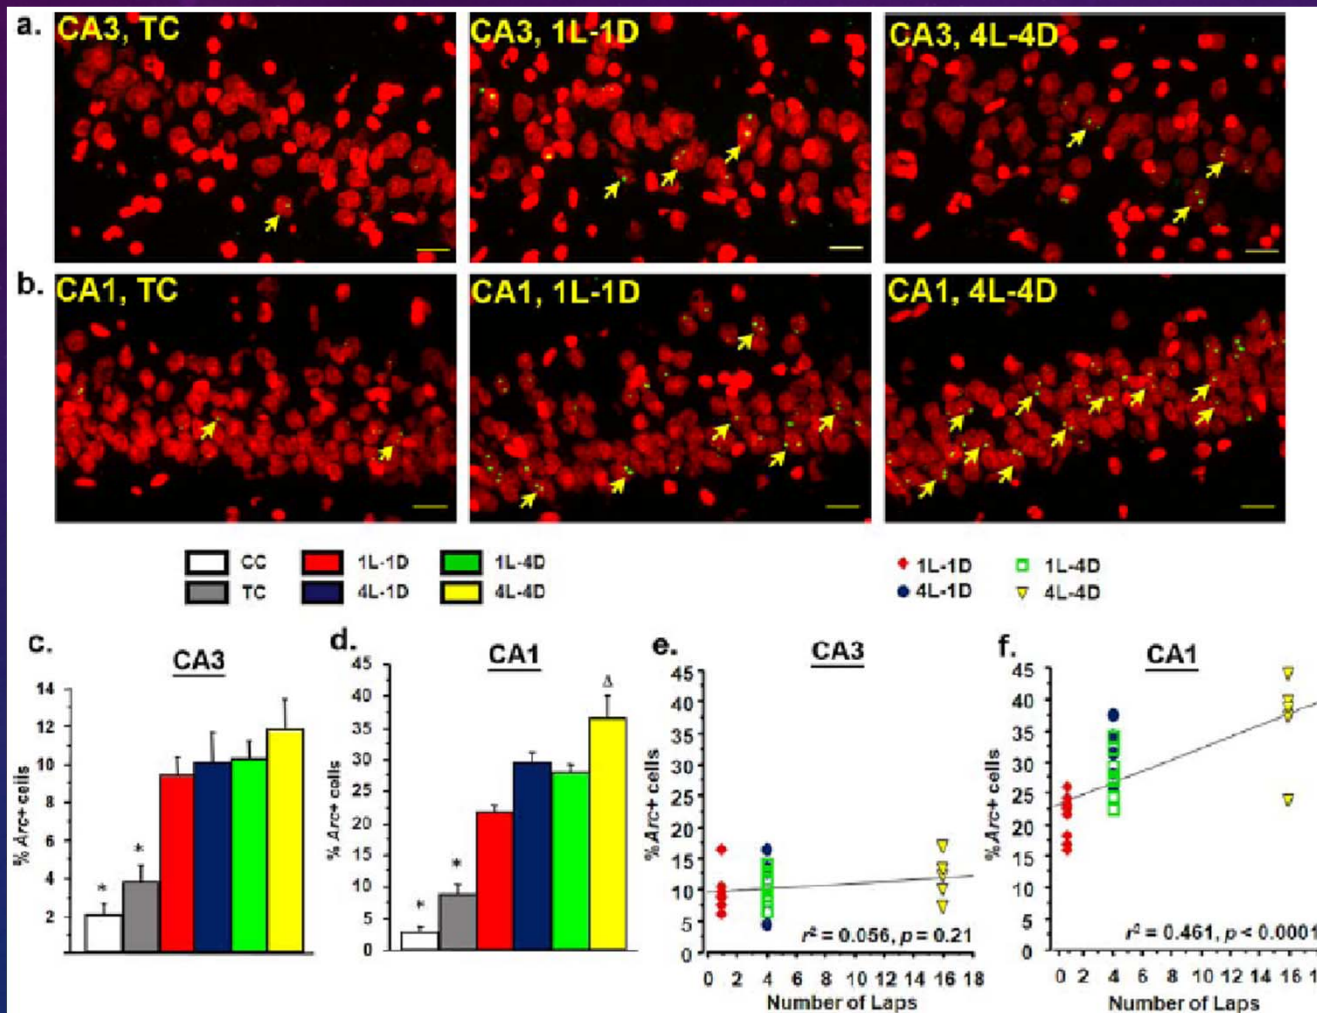 a.
CA3, TC
CA3, 1L-1D
CA3, 4L-4D
b.
CA1, TC
CA1, 1L-1D
CA1, 4L-4D
CC
1L-1D
1L-4D
TC
4L-1D
4L-4D
1L-1D
1L-4D
4L-1D
4L-4D
c.
CA3
% Arc+ cells
14
12
10
8
6
4
2
*
*
d.
CA1
% Arc+ cells
45
40
35
30
25
20
15
10
5
0
*
*
Δ
e.
CA3
%Arc+ cells
45
40
35
30
25
20
15
10
5
0
r² = 0.056, p = 0.21
0 2 4 6 8 10 12 14 16 18
Number of Laps
f.
CA1
%Arc+ cells
45
40
35
30
25
20
15
10
5
0
r² = 0.461, p < 0.0001
0 2 4 6 8 10 12 14 16
Number of Laps